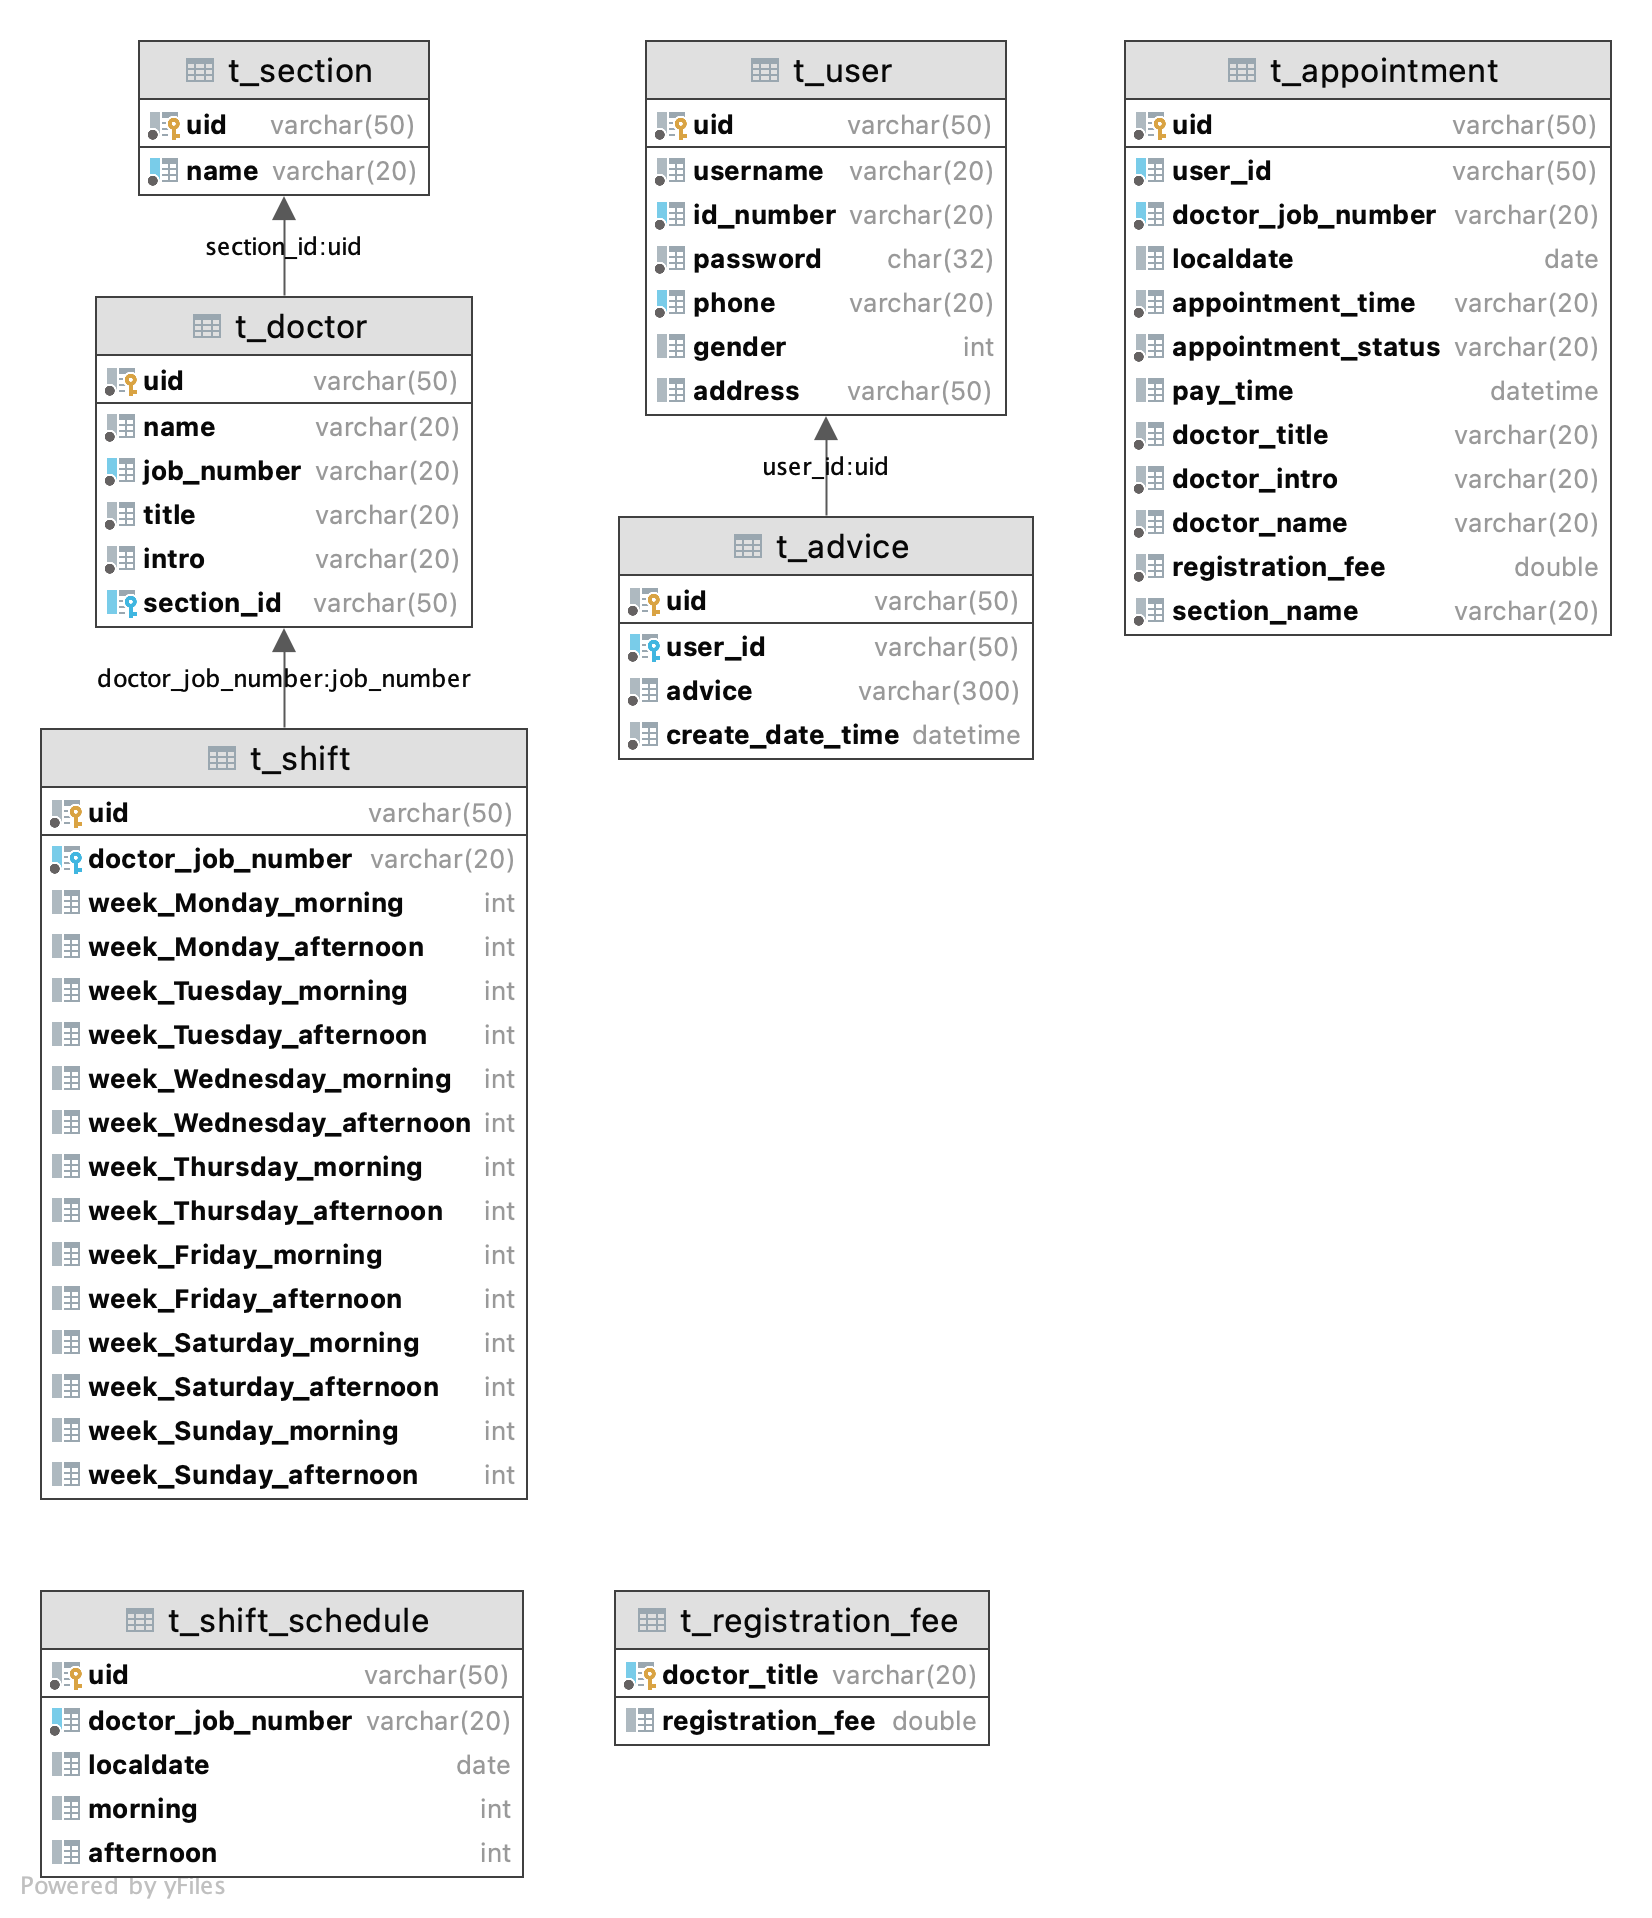 t_section
uid varchar(50)
name varchar(20)
section_id:uid
t_doctor
uid varchar(50)
name varchar(20)
job_number varchar(20)
title varchar(20)
intro varchar(20)
section_id varchar(50)
doctor_job_number:job_number
t_shift
uid varchar(50)
doctor_job_number varchar(20)
week_Monday_morning int
week_Monday_afternoon int
week_Tuesday_morning int
week_Tuesday_afternoon int
week_Wednesday_morning int
week_Wednesday_afternoon int
week_Thursday_morning int
week_Thursday_afternoon int
week_Friday_morning int
week_Friday_afternoon int
week_Saturday_morning int
week_Saturday_afternoon int
week_Sunday_morning int
week_Sunday_afternoon int
t_user
uid varchar(50)
username varchar(20)
id_number varchar(20)
password char(32)
phone varchar(20)
gender int
address varchar(50)
user_id:uid
t_advice
uid varchar(50)
user_id varchar(50)
advice varchar(300)
create_date_time datetime
t_appointment
uid varchar(50)
user_id varchar(50)
doctor_job_number varchar(20)
localdate date
appointment_time varchar(20)
appointment_status varchar(20)
pay_time datetime
doctor_title varchar(20)
doctor_intro varchar(20)
doctor_name varchar(20)
registration_fee double
section_name varchar(20)
t_shift_schedule
uid varchar(50)
doctor_job_number varchar(20)
localdate date
morning int
afternoon int
t_registration_fee
doctor_title varchar(20)
registration_fee double
Powered by yFiles